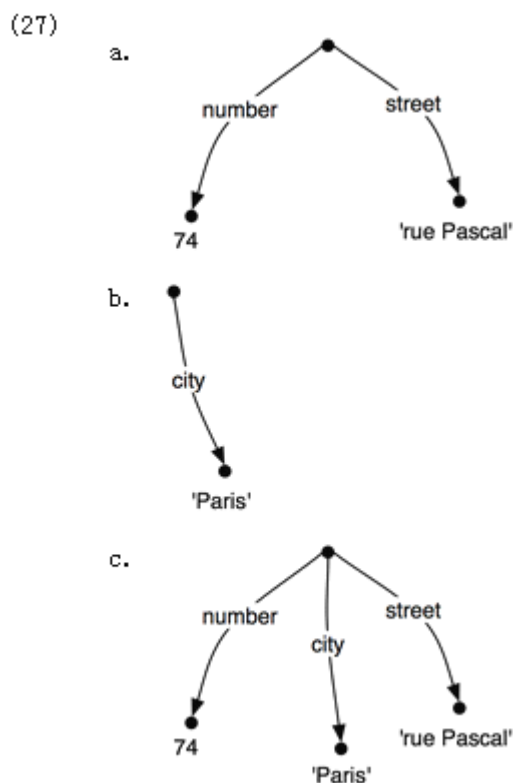 (27)
a.
number street
74 'rue Pascal'
b.
city
'Paris'
c.
number street
city
74 'rue Pascal'
'Paris'